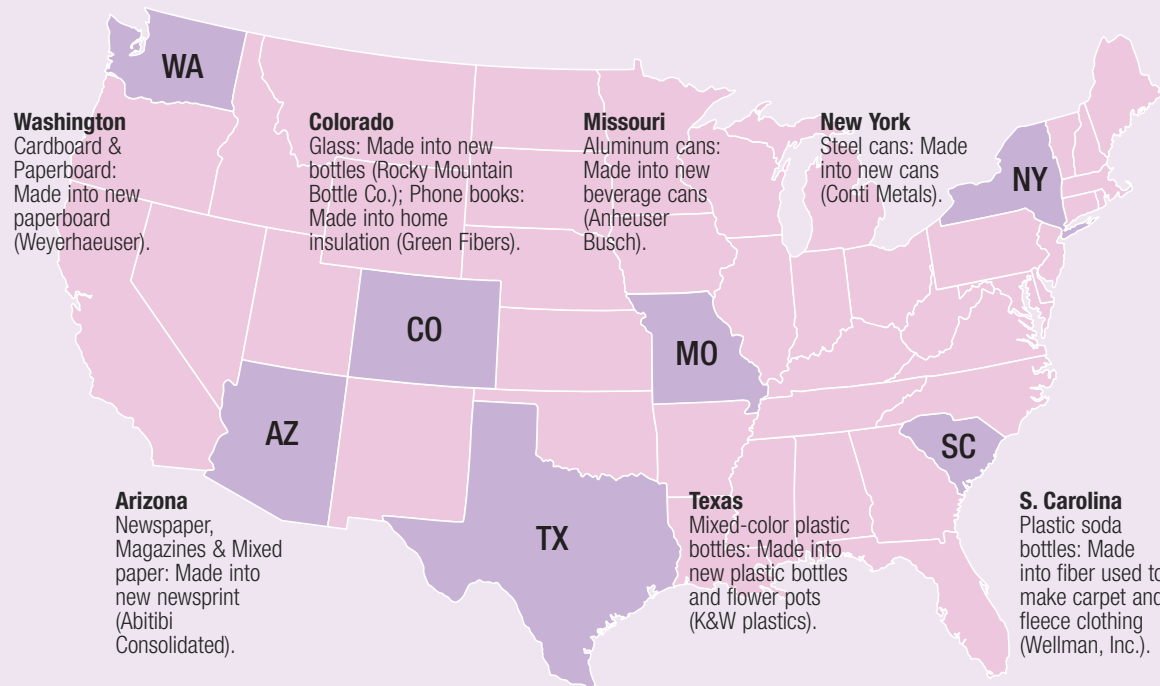 WA
Washington
Cardboard &
Paperboard:
Made into new
paperboard
(Weyerhaeuser).
Colorado
Glass: Made into new
bottles (Rocky Mountain
Bottle Co.); Phone books:
Made into home
insulation (Green Fibers).
Missouri
Aluminum cans:
Made into new
beverage cans
(Anheuser
Busch).
New York
Steel cans: Made
into new cans
(Conti Metals).
NY
CO
MO
AZ
SC
TX
Arizona
Newspaper,
Magazines & Mixed
paper: Made into
new newsprint
(Abitibi
Consolidated).
Texas
Mixed-color plastic
bottles: Made into
new plastic bottles
and flower pots
(K&W plastics).
S. Carolina
Plastic soda
bottles: Made
into fiber used to
make carpet and
fleece clothing
(Wellman, Inc.).